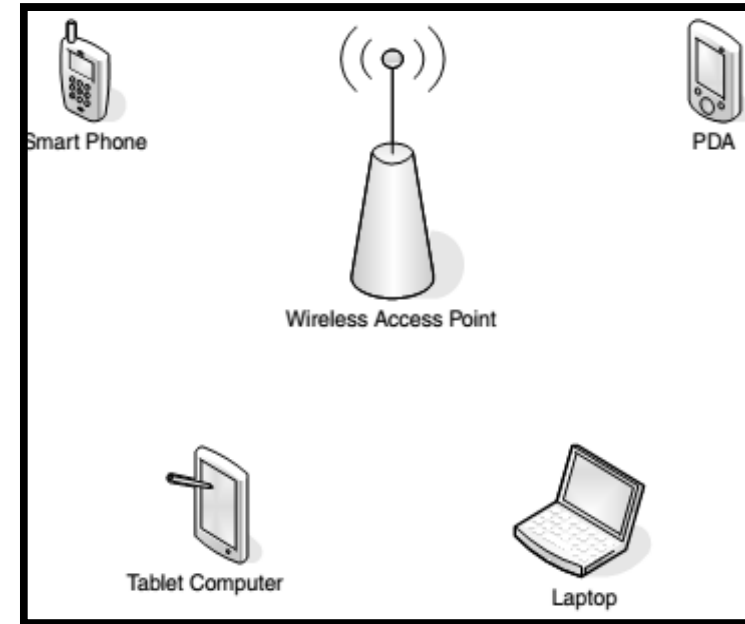 Smart Phone
PDA
Wireless Access Point
Tablet Computer
Laptop